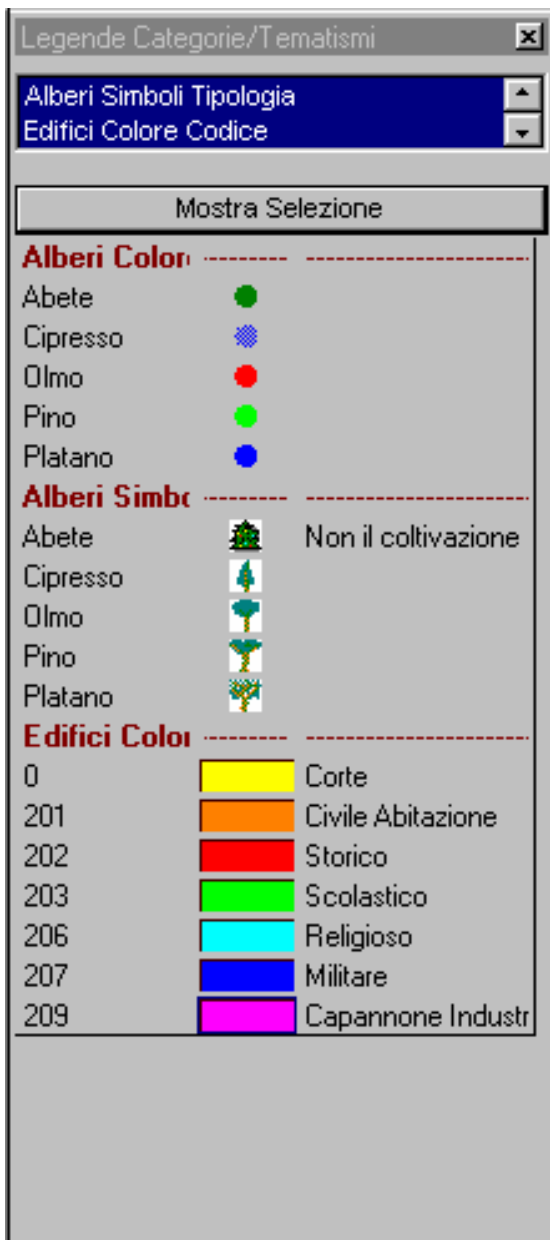 Legende Categorie/Tematismi
Alberi Simboli Tipologia
Edifici Colore Codice
Mostra Selezione
Alberi Color
Abete
Cipresso
Olmo
Pino
Platano
Alberi Simbo
Abete Non il coltivazione
Cipresso
Olmo
Pino
Platano
Edifici Color
0 Corte
201 Civile Abitazione
202 Storico
203 Scolastico
206 Religioso
207 Militare
209 Capannone Industr